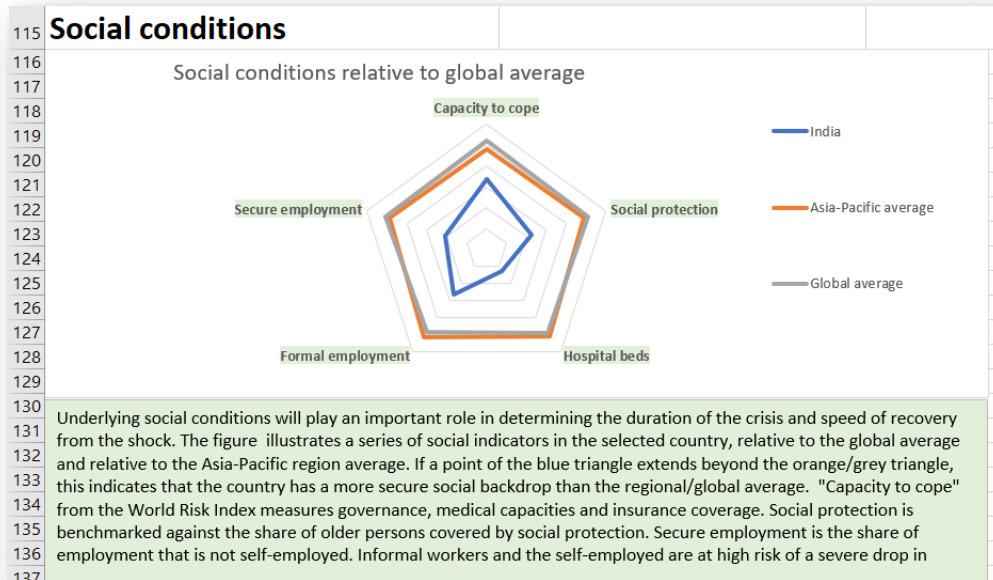 115 Social conditions
116
Social conditions relative to global average
117
118
Capacity to cope
119
India
120
121
122
Secure employment
Social protection
Asia-Pacific average
123
124
125
Global average
126
127
128
Formal employment
Hospital beds
129
130
Underlying social conditions will play an important role in determining the duration of the crisis and speed of recovery
131
from the shock. The figure illustrates a series of social indicators in the selected country, relative to the global average
132
and relative to the Asia-Pacific region average. If a point of the blue triangle extends beyond the orange/grey triangle,
133
this indicates that the country has a more secure social backdrop than the regional/global average. "Capacity to cope"
134
from the World Risk Index measures governance, medical capacities and insurance coverage. Social protection is
135
benchmarked against the share of older persons covered by social protection. Secure employment is the share of
136
employment that is not self-employed. Informal workers and the self-employed are at high risk of a severe drop in
137